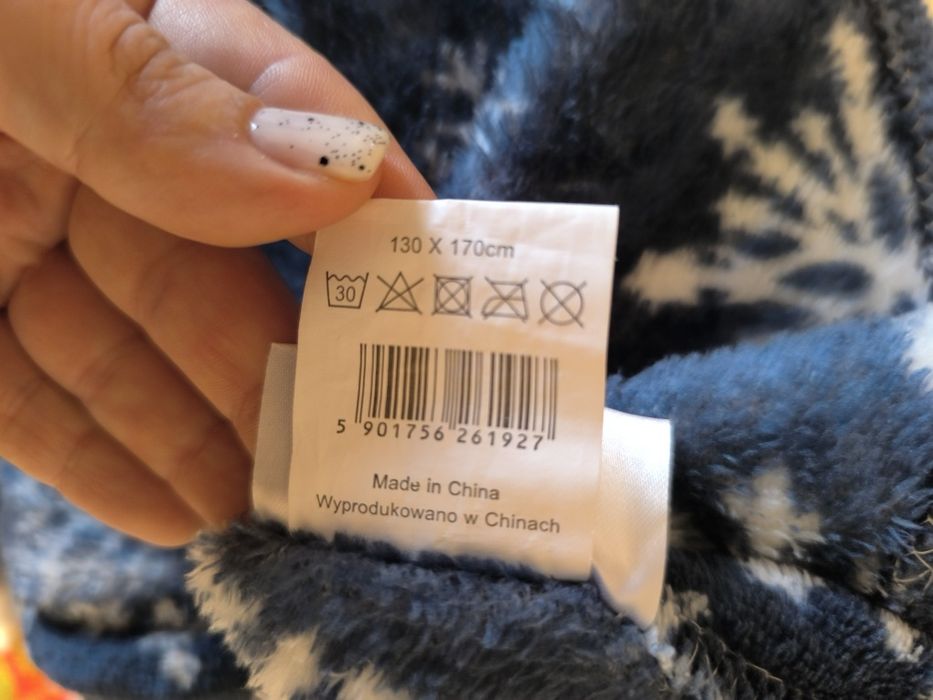 130 X 170cm
30
5 901756 261927
Made in China
Wyprodukowano w Chinach